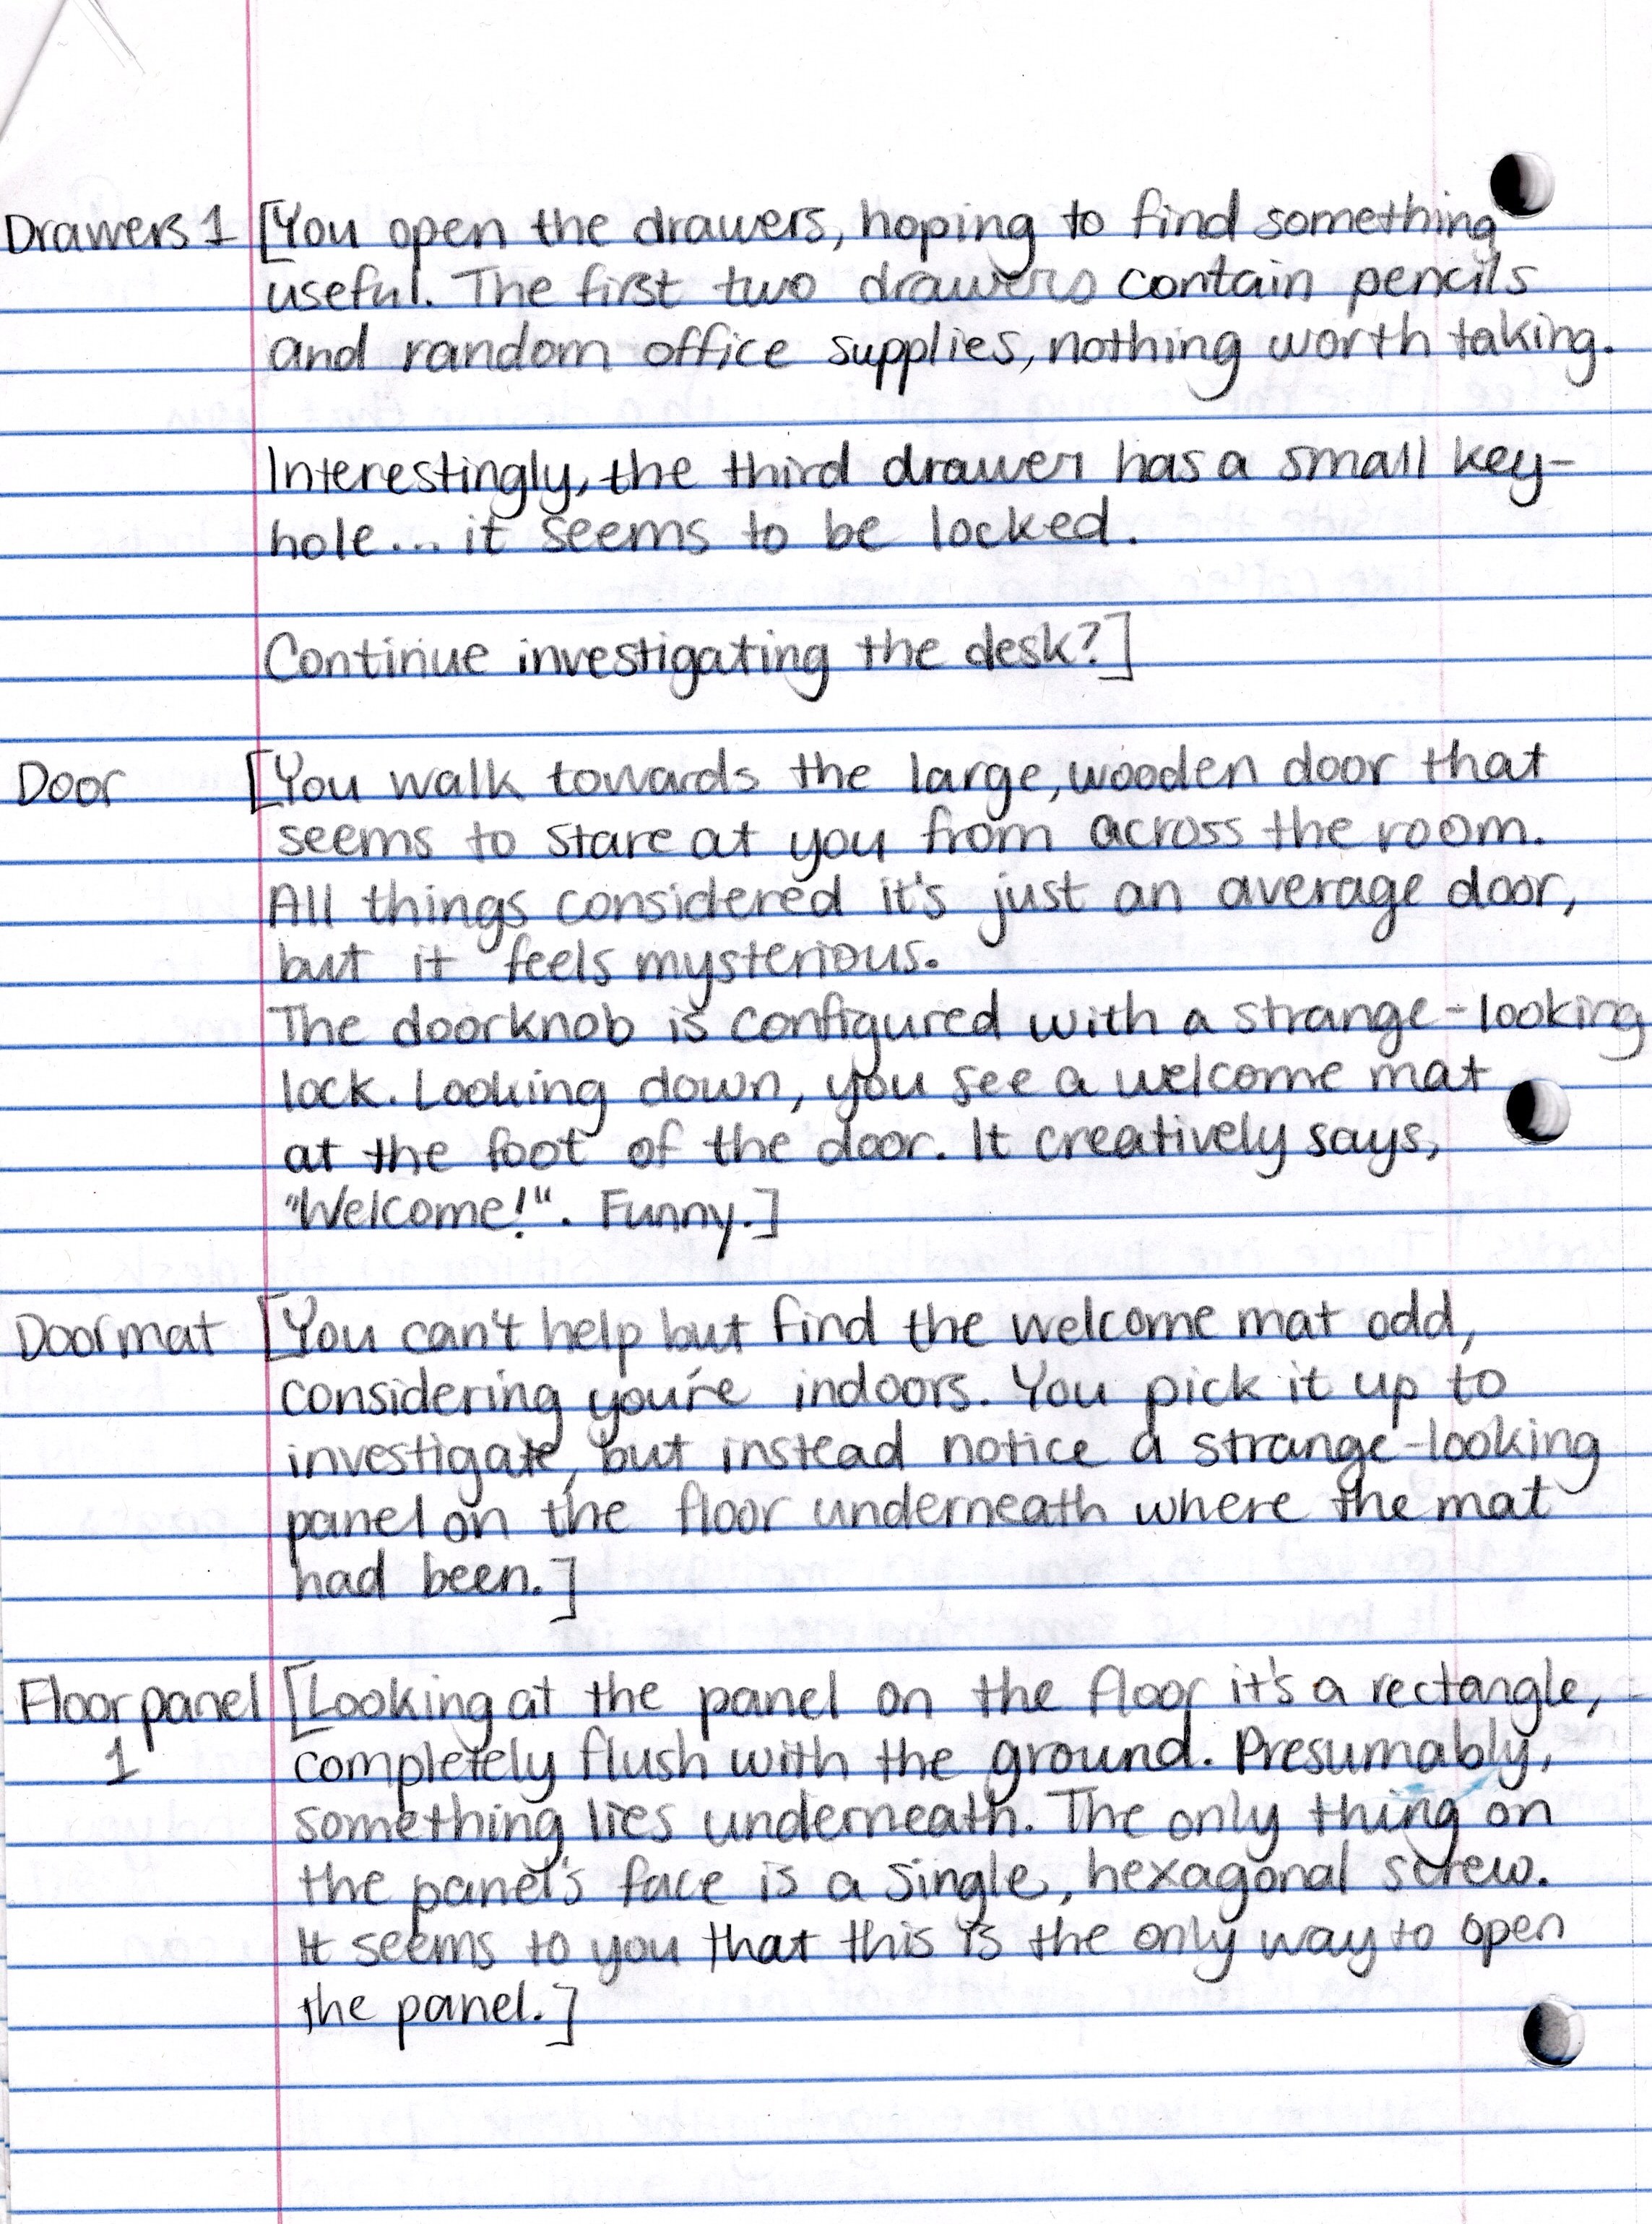 Drawers 1 [You open the drawers, hoping to find something
useful. The first two drawers contain pencils
and random office supplies, nothing worth taking.
Interestingly, the third drawer has a small key-
hole... it seems to be locked.
Continue investigating the desk?]
Door [You walk towards the large, wooden door that
seems to stare at you from across the room.
All things considered it's just an average door,
but it feels mysterious.
The doorknob is configured with a strange-looking
lock. Looking down, you see a welcome mat
at the foot of the door. It creatively says,
"Welcome!". Funny.]
Doormat [You can't help but find the welcome mat odd,
considering you're indoors. You pick it up to
investigate, but instead notice a strange-looking
panel on the floor underneath where the mat
had been.]
Floor panel [Looking at the panel on the floor it's a rectangle,
1 completely flush with the ground. Presumably,
something lies underneath. The only thing on
the panel's face is a single, hexagonal screw.
It seems to you that this is the only way to open
the panel.]